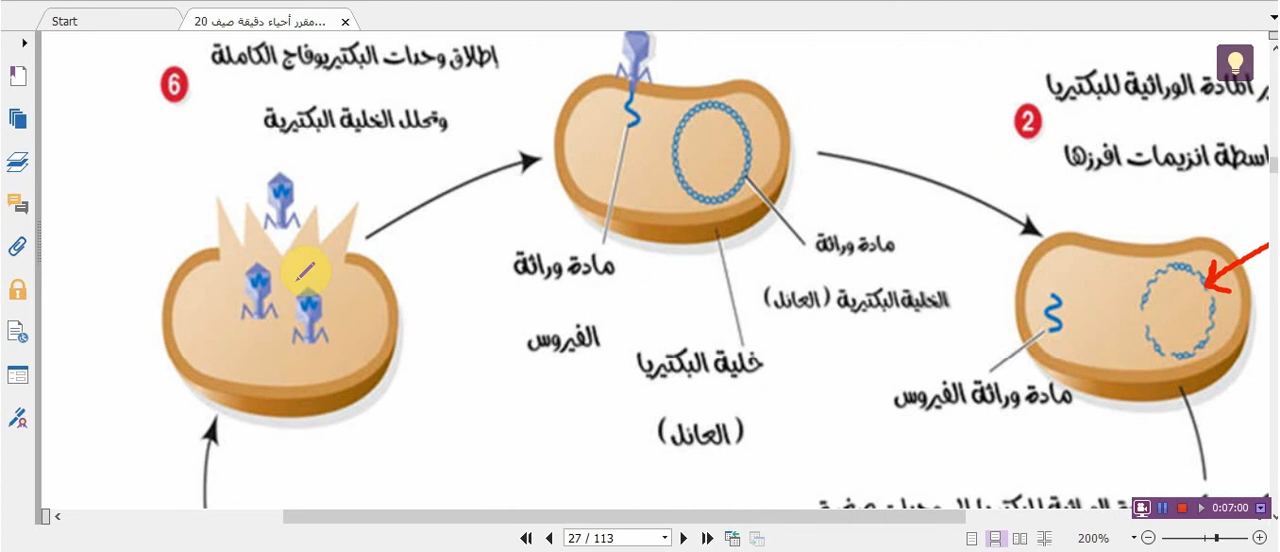 Start
مقرر أحياء دقيقة صيف 20...
6
إطلاق وحدات البكتيريوفاج الكاملة
وتحلل الخلية البكتيرية
2
المادة الوراثية للبكتيريا
انزيمات افرزها
مادة وراثة
الفيروس
مادة وراثة
الخلية البكتيرية (العائل)
خلية البكتيريا
(العائل)
مادة وراثة الفيروس
27 / 113
200%
0:07:00